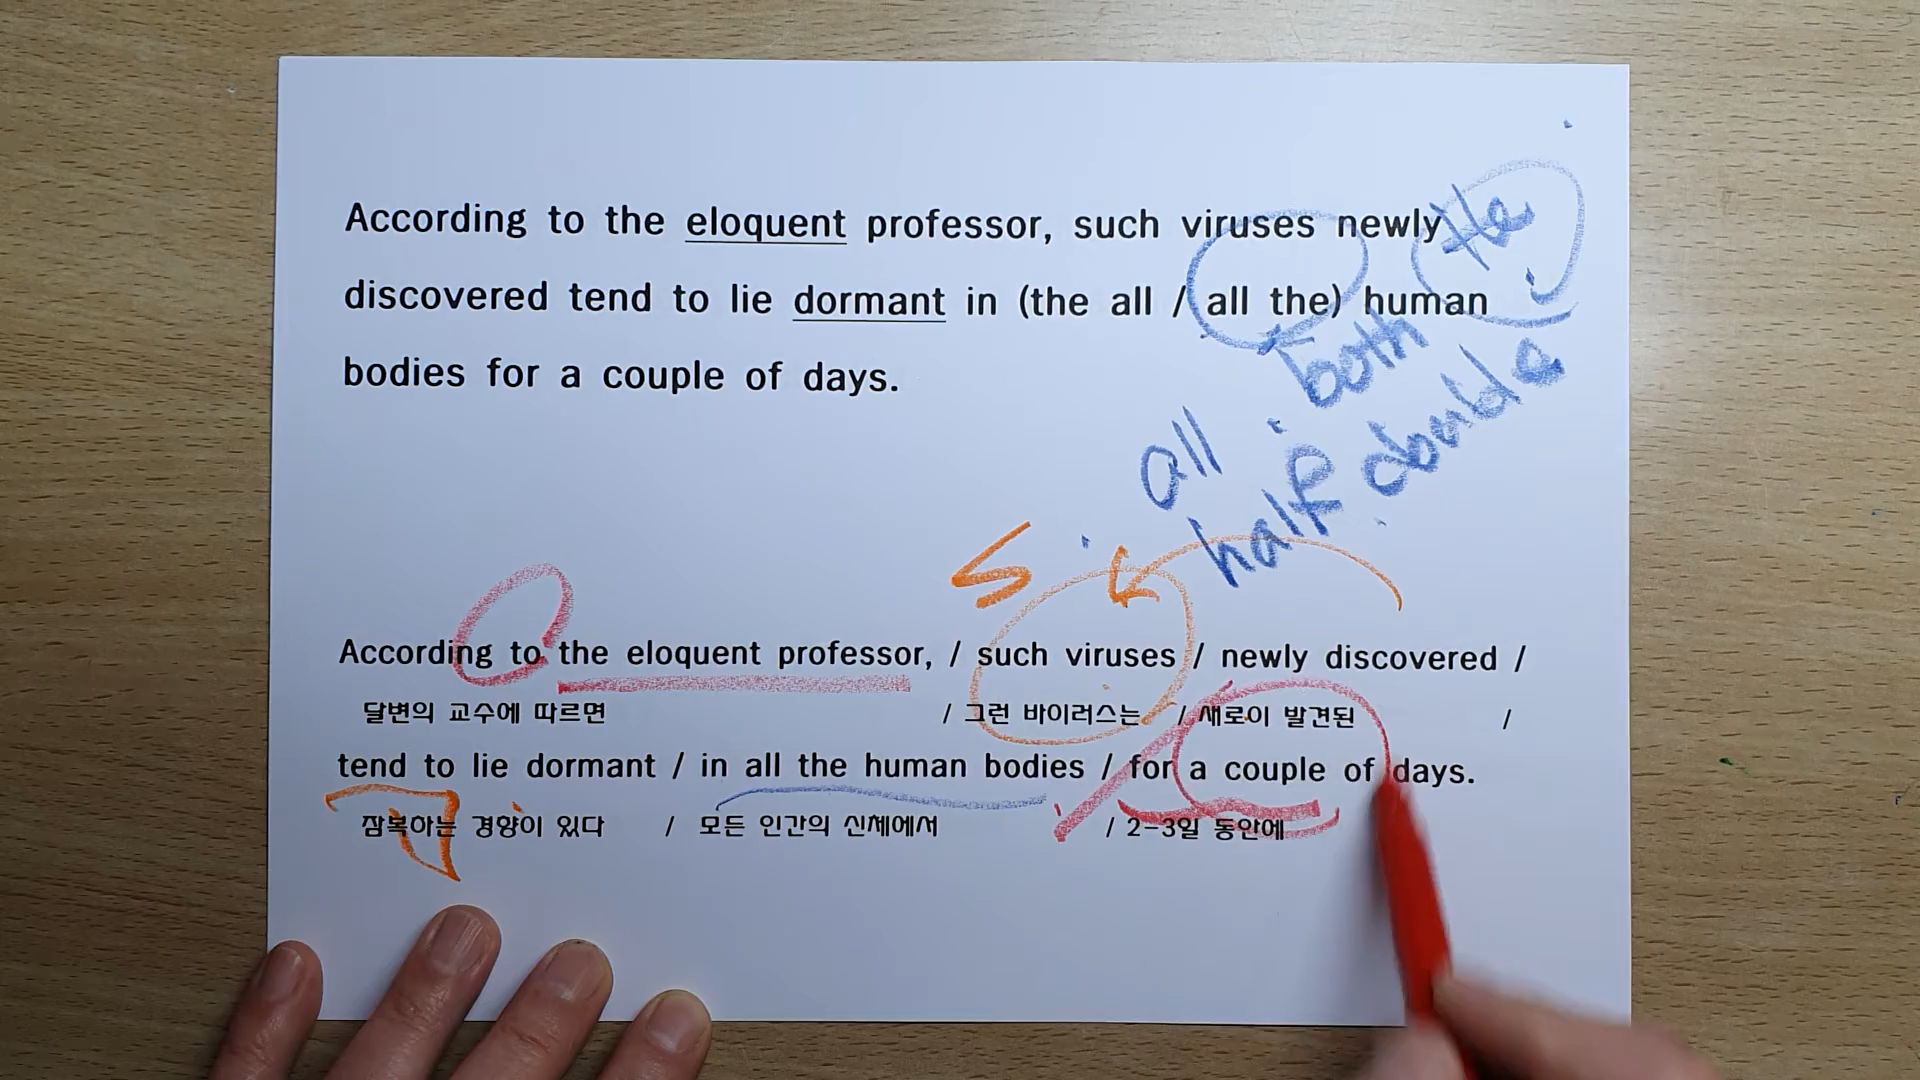 According to the eloquent professor, such viruses newly
the
discovered tend to lie dormant in (the all / all the) human
both
bodies for a couple of days.
all
double
half
S
According to the eloquent professor, / such viruses / newly discovered /
달변의 교수에 따르면 / 그런 바이러스는 / 새로이 발견된 /
tend to lie dormant / in all the human bodies / for a couple of days.
잠복하는 경향이 있다 / 모든 인간의 신체에서 / 2-3일 동안에